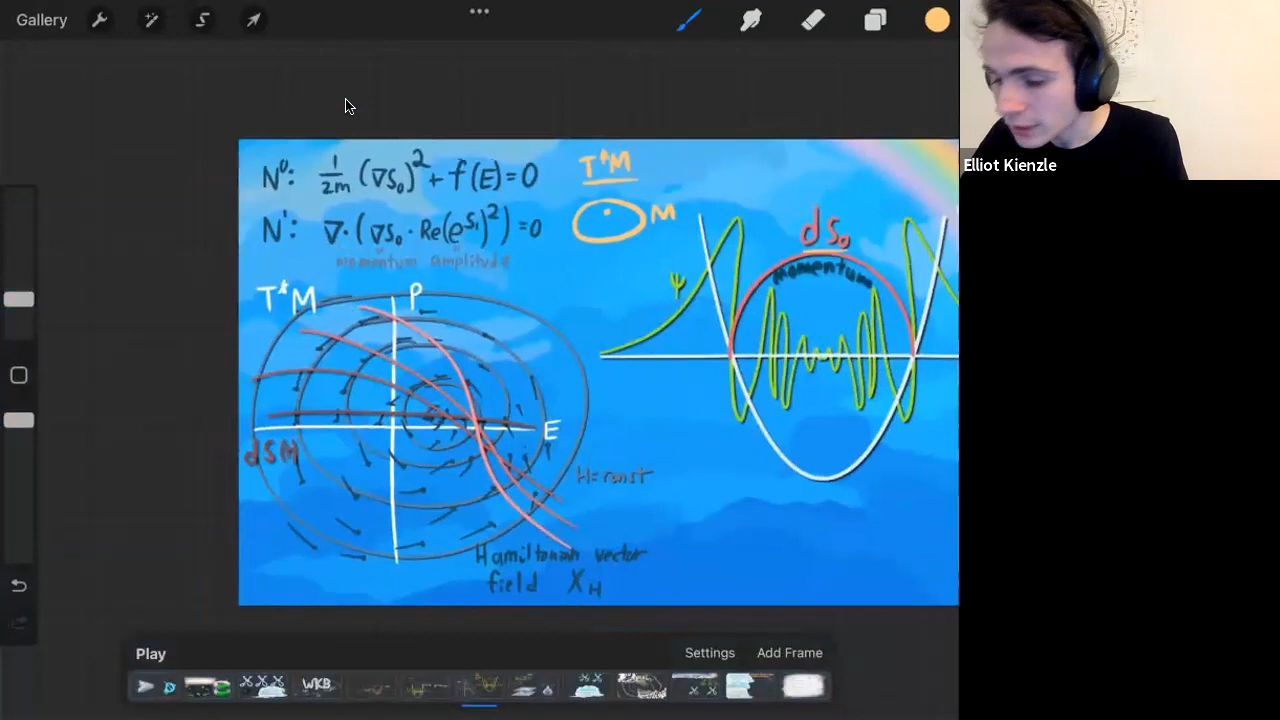 Gallery
Elliot Kienzle
N⁰: 1/2m (∇S₀)² + f(E) = 0
N¹: ∇·(∇S₀ · Re(e^S₁)²) = 0
momentum amplitude
T*M
M
T*M
P
E
dS(t)
H=const
Hamiltonian vector
field X_H
dS₀
momentum
ψ
Play
Settings
Add Frame
WKB